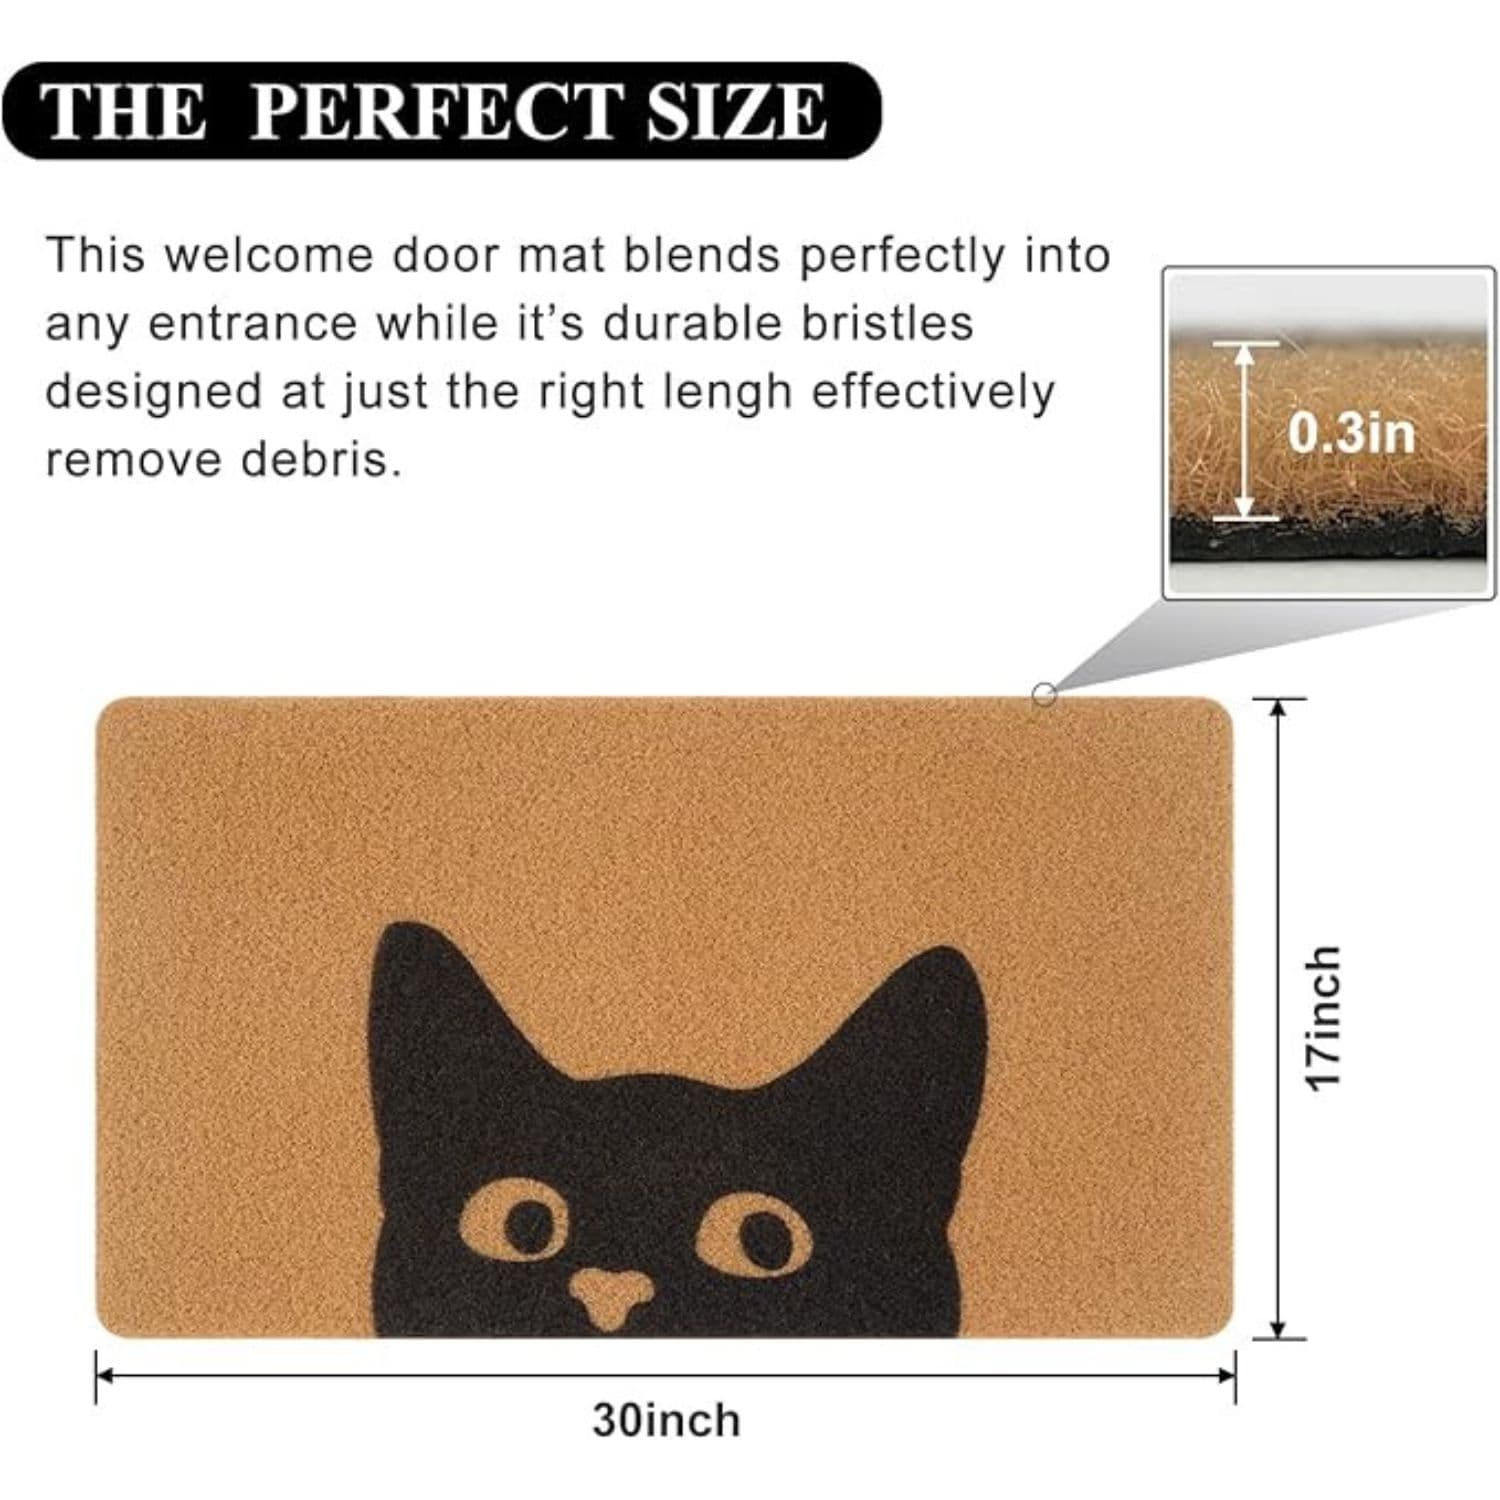 THE PERFECT SIZE
This welcome door mat blends perfectly into
any entrance while it’s durable bristles
designed at just the right lengh effectively
remove debris.
0.3in
17inch
30inch